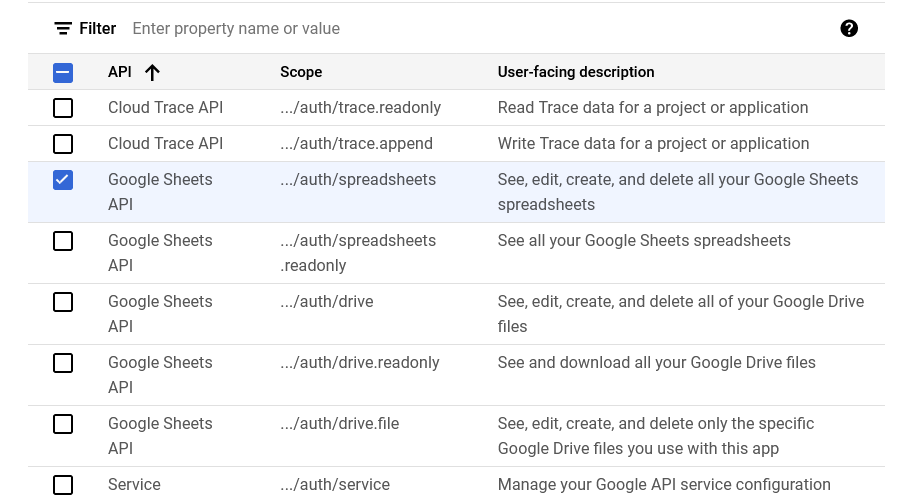 Filter Enter property name or value
API Scope User-facing description
Cloud Trace API .../auth/trace.readonly Read Trace data for a project or application
Cloud Trace API .../auth/trace.append Write Trace data for a project or application
Google Sheets .../auth/spreadsheets See, edit, create, and delete all your Google Sheets
API spreadsheets
Google Sheets .../auth/spreadsheets See all your Google Sheets spreadsheets
API .readonly
Google Sheets .../auth/drive See, edit, create, and delete all of your Google Drive
API files
Google Sheets .../auth/drive.readonly See and download all your Google Drive files
API
Google Sheets .../auth/drive.file See, edit, create, and delete only the specific
API Google Drive files you use with this app
Service .../auth/service Manage your Google API service configuration